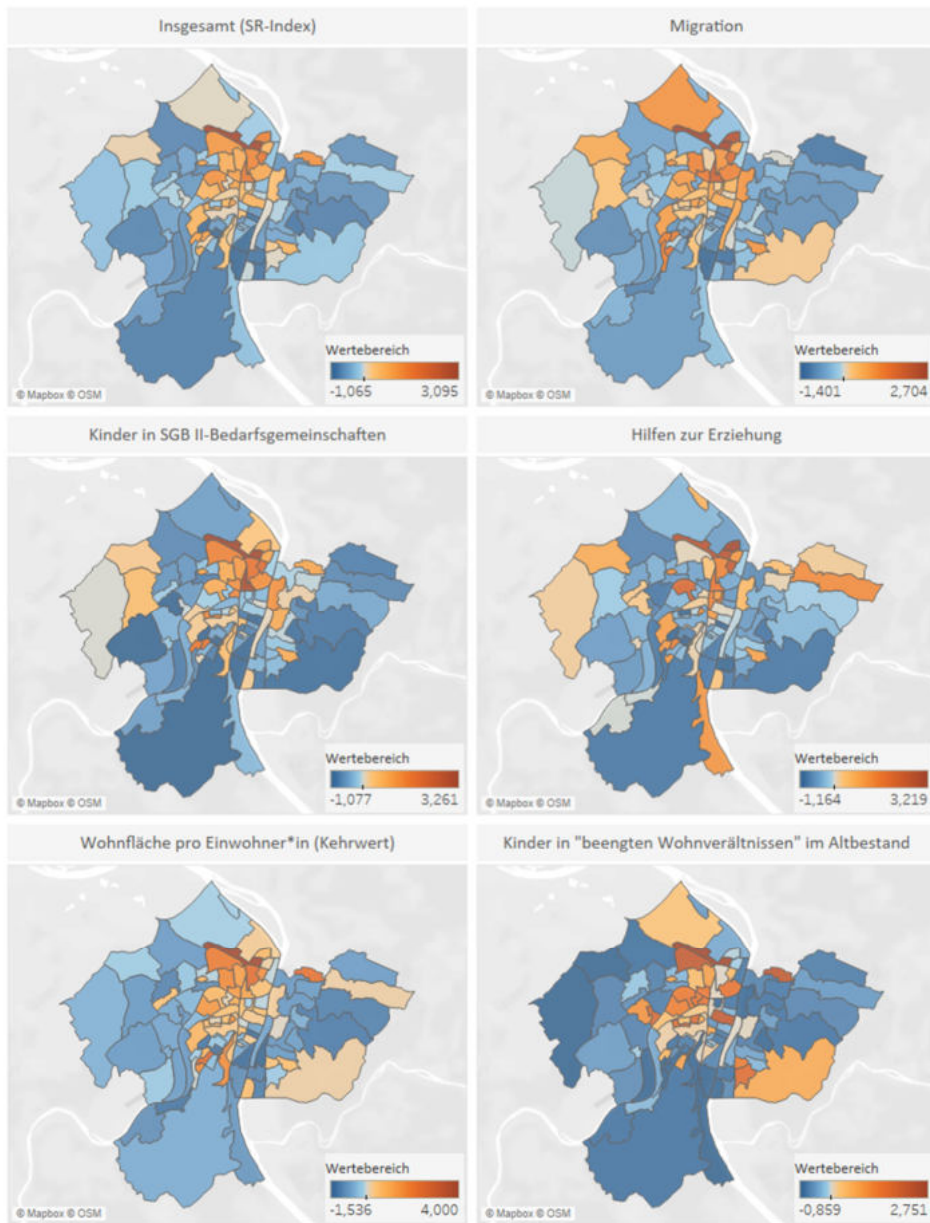 Insgesamt (SR-Index)
Migration
Wertebereich
-1,065 3,095
© Mapbox © OSM
Wertebereich
-1,401 2,704
© Mapbox © OSM
Kinder in SGB II-Bedarfsgemeinschaften
Hilfen zur Erziehung
Wertebereich
-1,077 3,261
© Mapbox © OSM
Wertebereich
-1,164 3,219
© Mapbox © OSM
Wohnfläche pro Einwohner*in (Kehrwert)
Kinder in "beengten Wohnverältnissen" im Altbestand
Wertebereich
-1,536 4,000
© Mapbox © OSM
Wertebereich
-0,859 2,751
© Mapbox © OSM